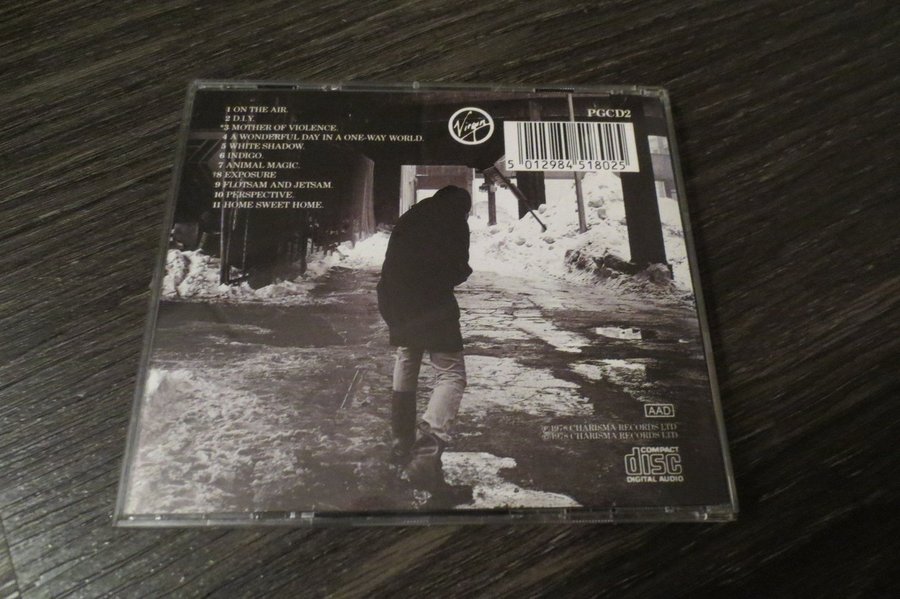 1 ON THE AIR.
2 D.I.Y.
*3 MOTHER OF VIOLENCE.
4 A WONDERFUL DAY IN A ONE-WAY WORLD.
5 WHITE SHADOW.
6 INDIGO.
7 ANIMAL MAGIC.
†8 EXPOSURE
9 FLOTSAM AND JETSAM.
10 PERSPECTIVE.
11 HOME SWEET HOME.
Virgin
PGCD2
5 012984 518025
AAD
℗ 1978 CHARISMA RECORDS LTD
© 1978 CHARISMA RECORDS LTD
COMPACT
disc
DIGITAL AUDIO